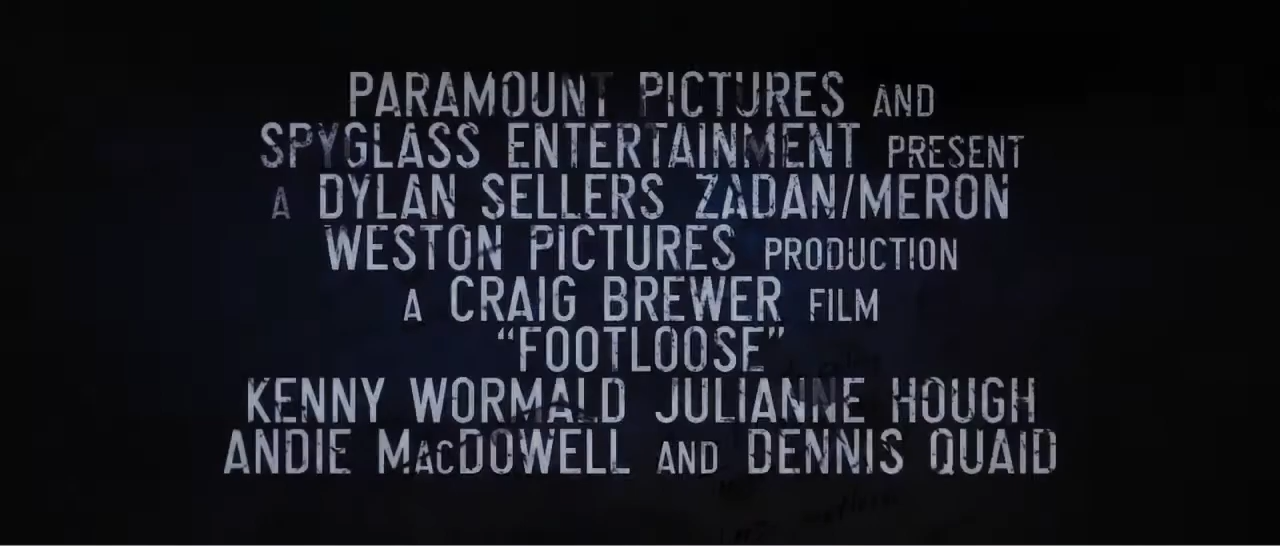 PARAMOUNT PICTURES AND
SPYGLASS ENTERTAINMENT PRESENT
A DYLAN SELLERS ZADAN/MERON
WESTON PICTURES PRODUCTION
A CRAIG BREWER FILM
“FOOTLOOSE”
KENNY WORMALD JULIANNE HOUGH
ANDIE MACDOWELL AND DENNIS QUAID